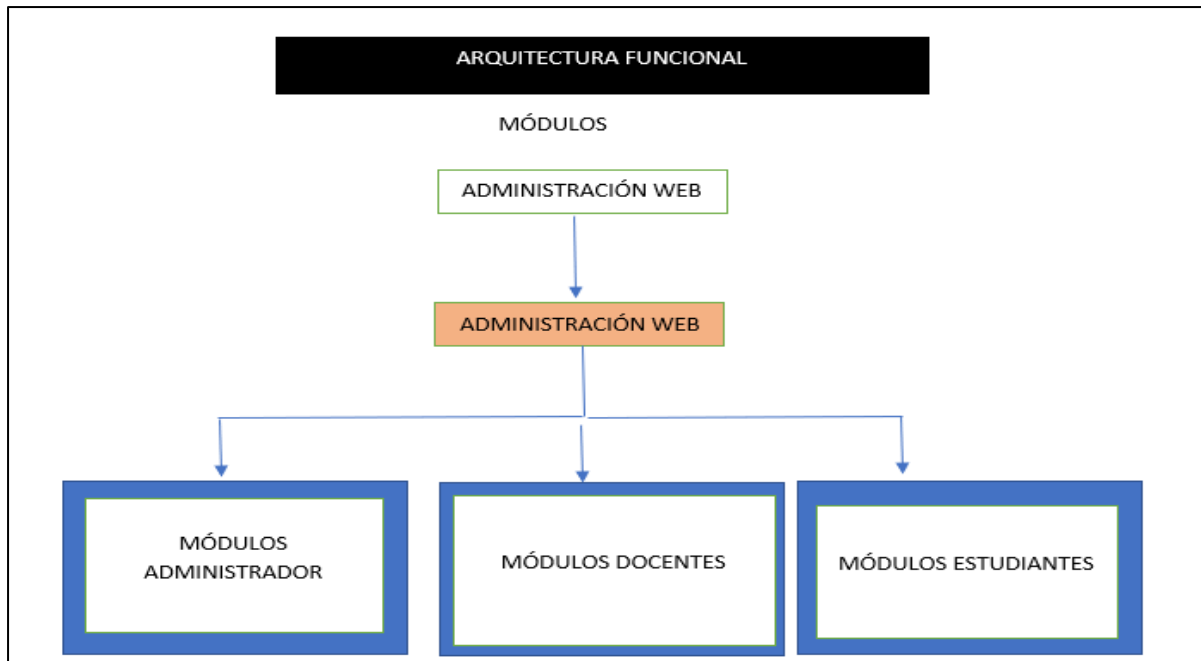 ARQUITECTURA FUNCIONAL
MÓDULOS
ADMINISTRACIÓN WEB
ADMINISTRACIÓN WEB
MÓDULOS
ADMINISTRADOR
MÓDULOS DOCENTES
MÓDULOS ESTUDIANTES